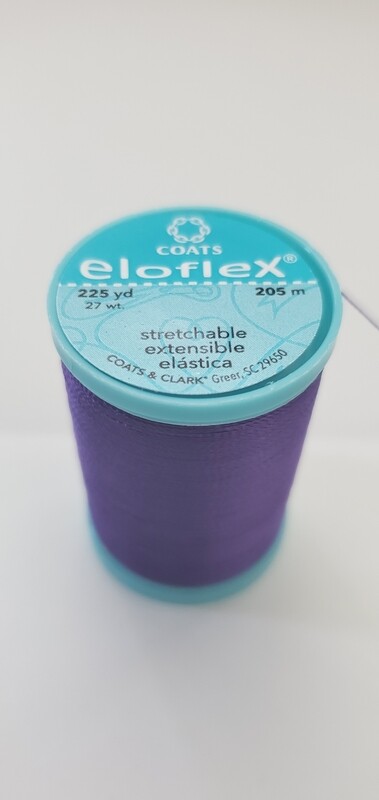 COATS
eloflex®
225 yd 205 m
27 wt.
stretchable
extensible
elástica
COATS & CLARK® Greer, SC 29650